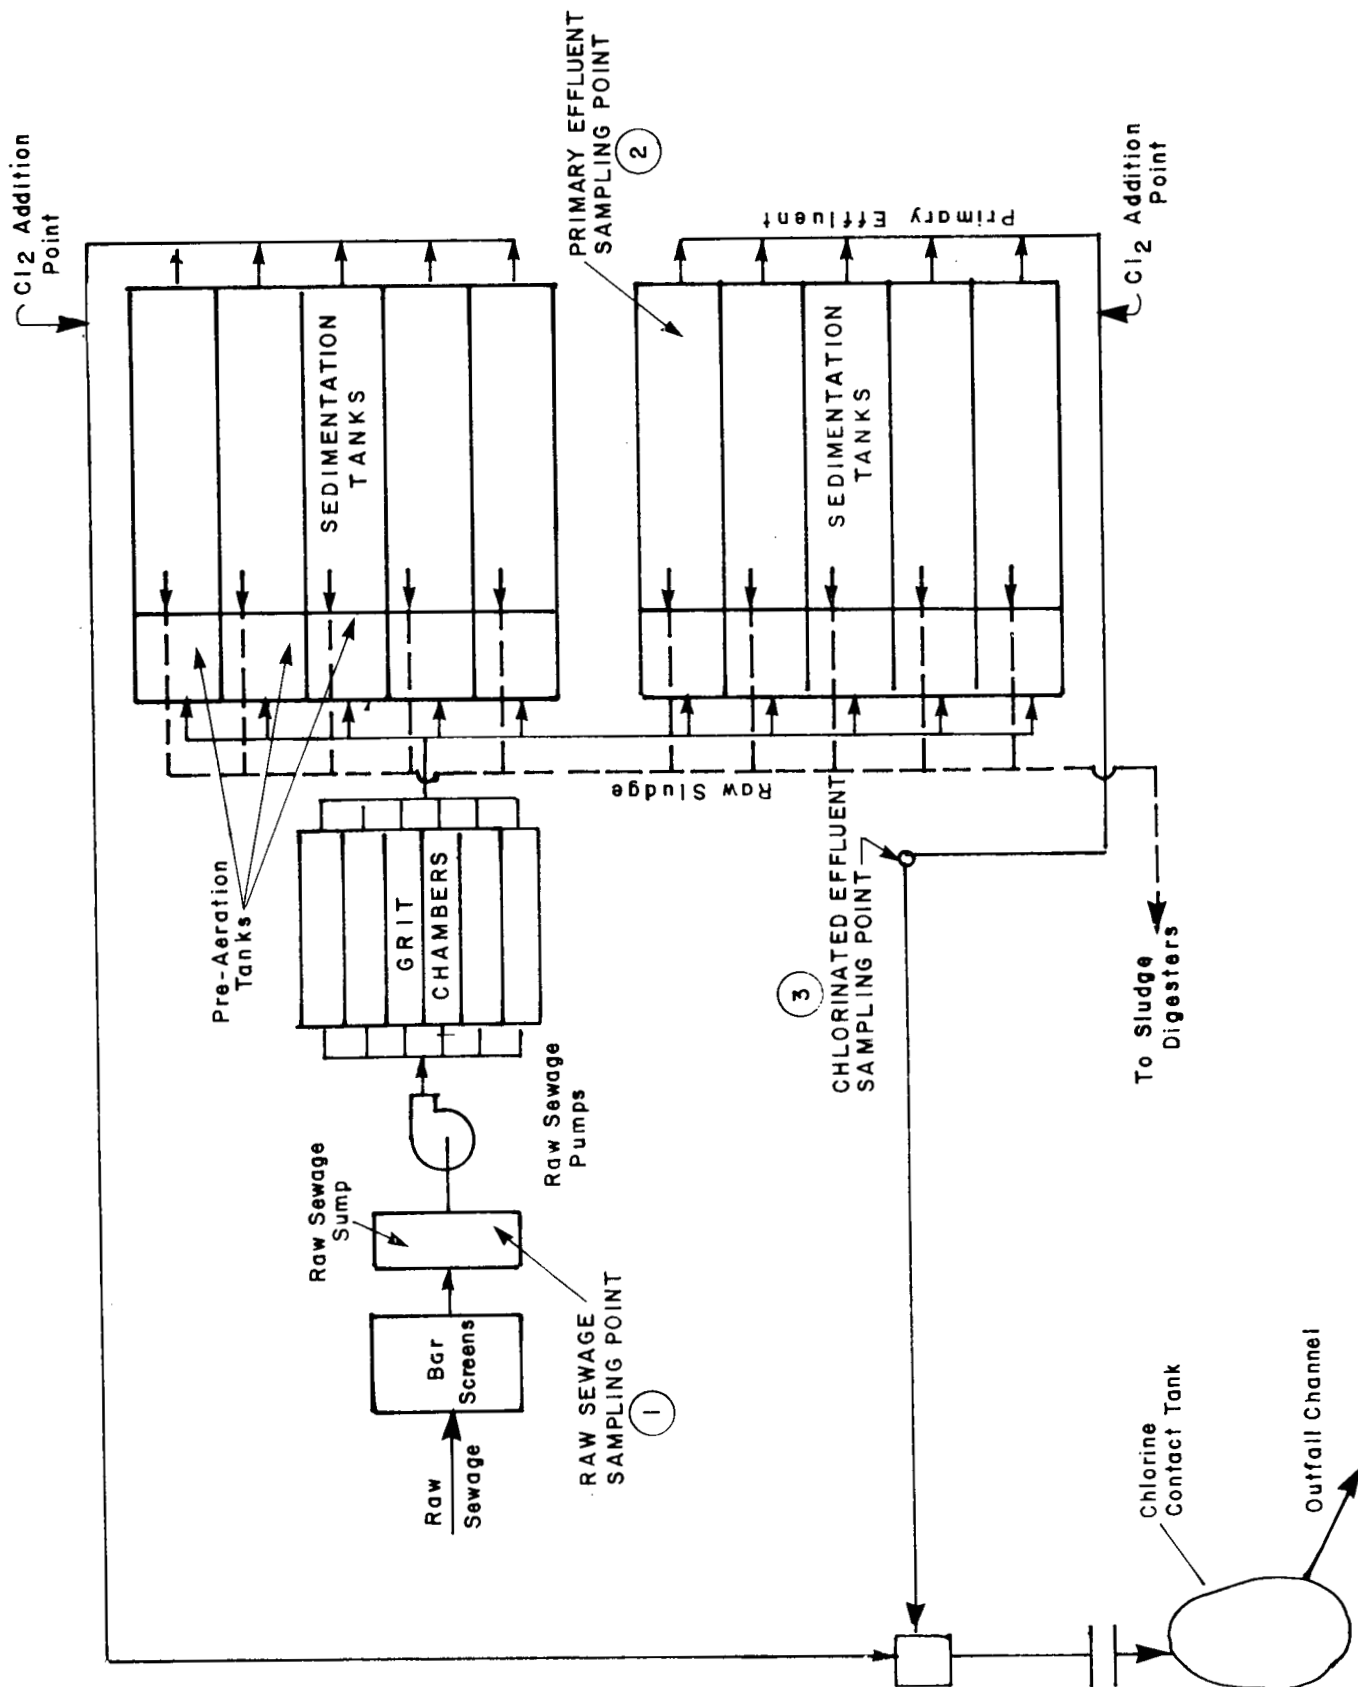 Cl2 Addition
Point
PRIMARY EFFLUENT
SAMPLING POINT
2
SEDIMENTATION
TANKS
SEDIMENTATION
TANKS
Primary Effluent
Cl2 Addition
Point
Pre-Aeration
Tanks
GRIT
CHAMBERS
Raw Sludge
3
CHLORINATED EFFLUENT
SAMPLING POINT
To Sludge
Digesters
Raw Sewage
Pumps
Raw Sewage
Sump
Bar
Screens
Raw
Sewage
RAW SEWAGE
SAMPLING POINT
1
Chlorine
Contact Tank
Outfall Channel